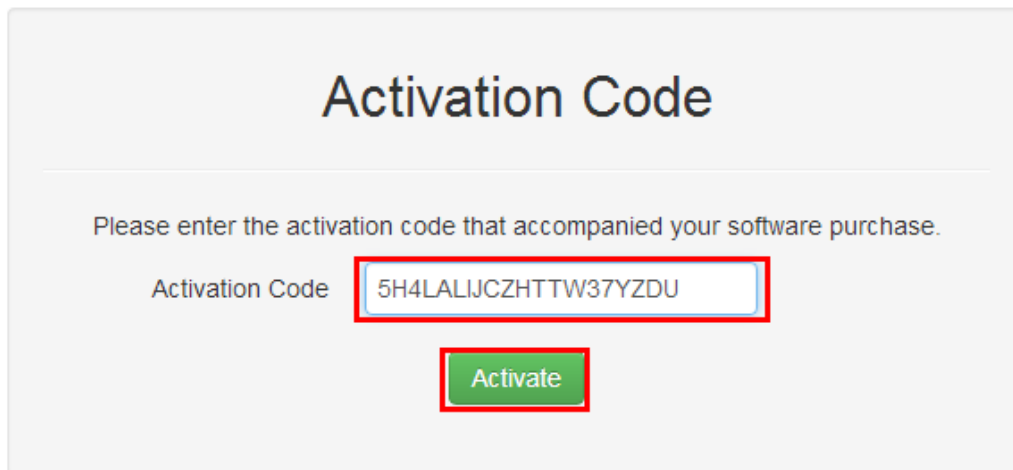 Activation Code
Please enter the activation code that accompanied your software purchase.
Activation Code 5H4LALIJCZHTTW37YZDU
Activate